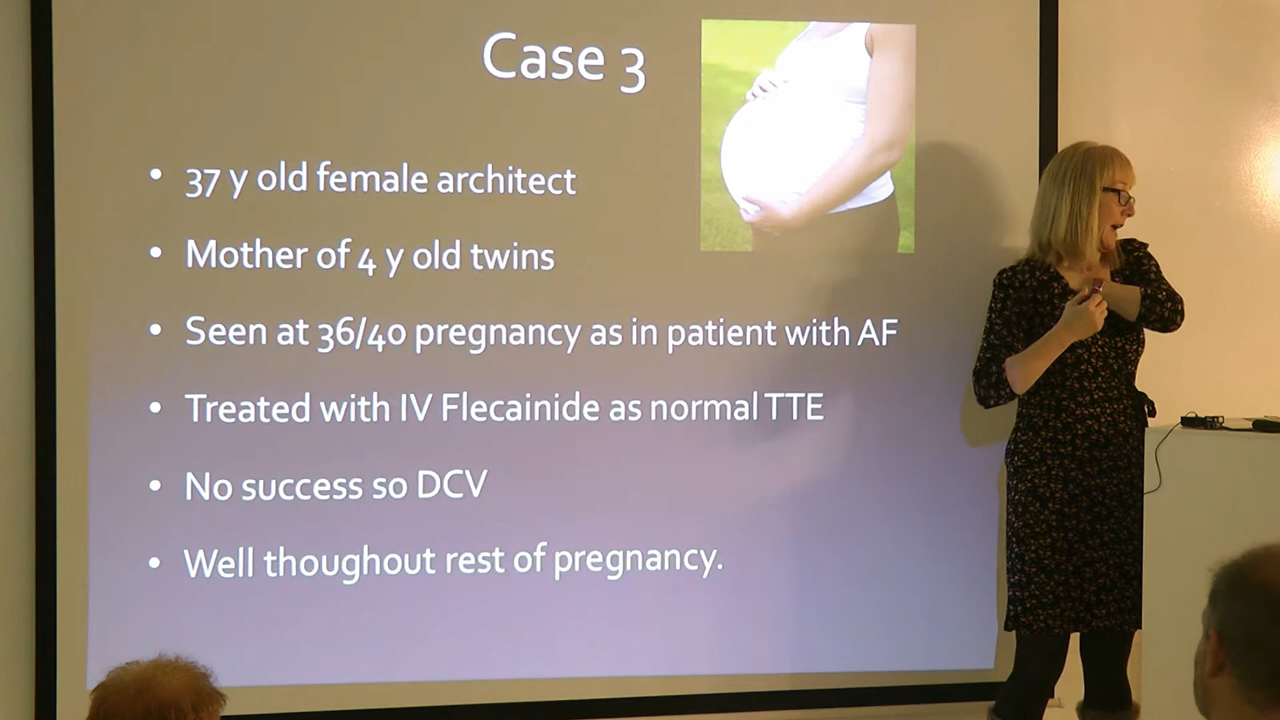 Case 3
• 37 y old female architect
• Mother of 4 y old twins
• Seen at 36/40 pregnancy as in patient with AF
• Treated with IV Flecainide as normal TTE
• No success so DCV
• Well thoughout rest of pregnancy.